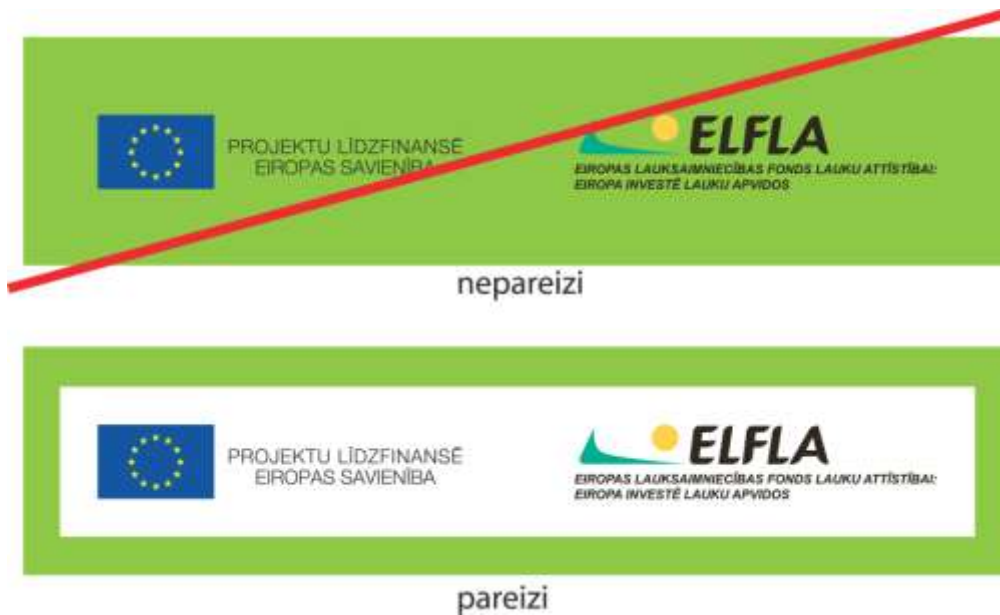 PROJEKTU LĪDZFINANSĒ
EIROPAS SAVIENĪBA
ELFLA
EIROPAS LAUKSAIMNIECĪBAS FONDS LAUKU ATTĪSTĪBAI:
EIROPA INVESTĒ LAUKU APVIDOS
nepareizi
PROJEKTU LĪDZFINANSĒ
EIROPAS SAVIENĪBA
ELFLA
EIROPAS LAUKSAIMNIECĪBAS FONDS LAUKU ATTĪSTĪBAI:
EIROPA INVESTĒ LAUKU APVIDOS
pareizi